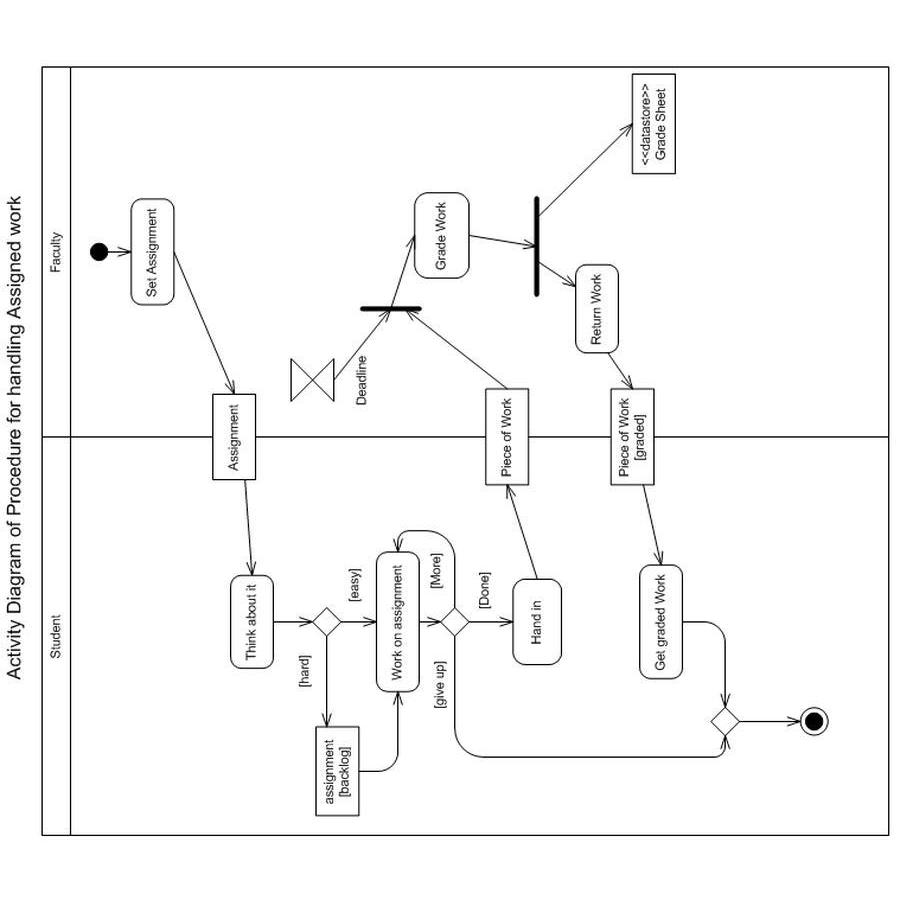 Activity Diagram of Procedure for handling Assigned work
Student
Faculty
Set Assignment
Assignment
Think about it
[hard]
[easy]
assignment
[backlog]
Deadline
Work on assignment
[give up]
[More]
[Done]
Grade Work
Piece of Work
Hand in
Return Work
Piece of Work
[graded]
<<datastore>>
Grade Sheet
Get graded Work